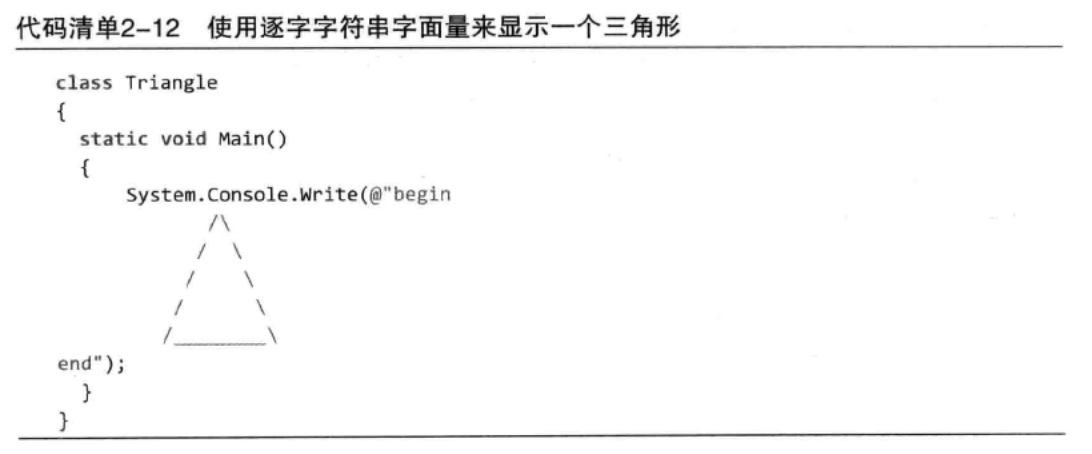 代码清单2-12 使用逐字字符串字面量来显示一个三角形
class Triangle
{
  static void Main()
  {
      System.Console.Write(@"begin
             /\
            /  \
           /    \
          /      \
         /________\
end");
  }
}